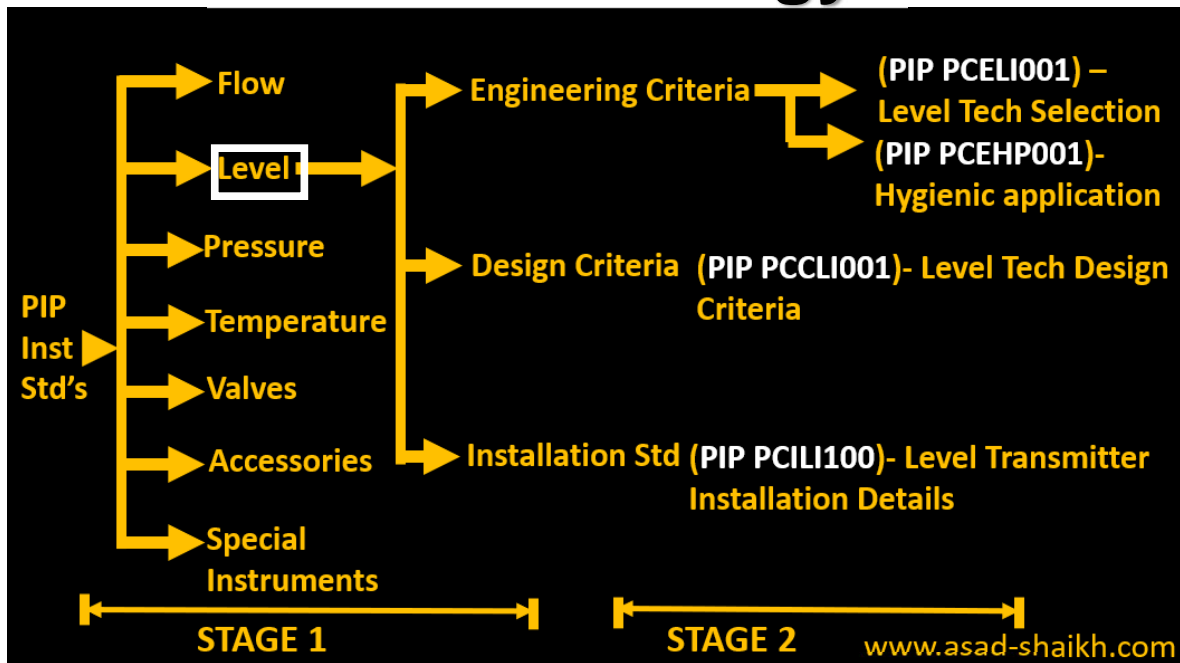 Flow
Level
Pressure
PIP
Inst
Std's
Temperature
Valves
Accessories
Special
Instruments
Engineering Criteria
(PIP PCELI001) –
Level Tech Selection
(PIP PCEHP001)-
Hygienic application
Design Criteria (PIP PCCLI001)- Level Tech Design
Criteria
Installation Std (PIP PCILI100)- Level Transmitter
Installation Details
STAGE 1
STAGE 2
www.asad-shaikh.com